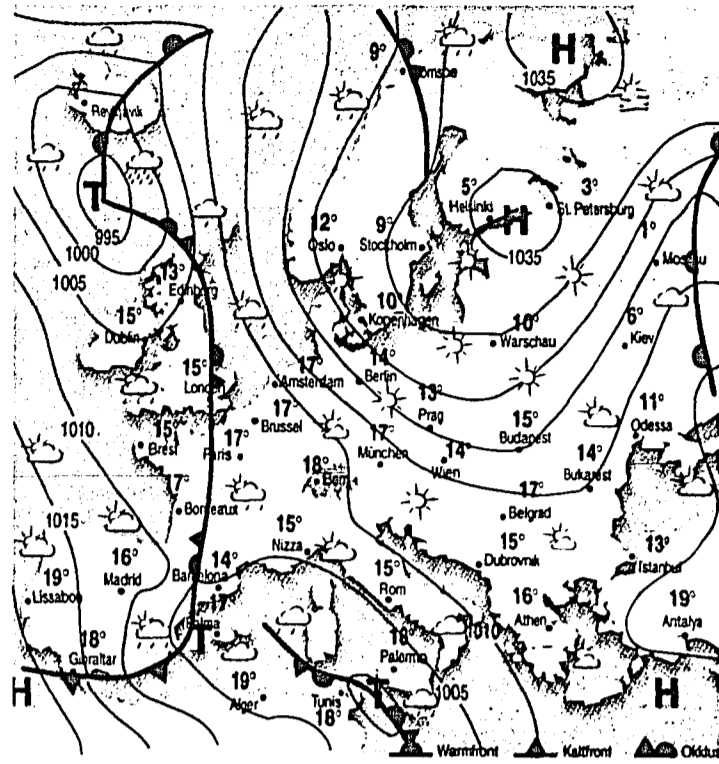 9°
H
1035
Reykjavik
T
995
1000
1005
5°
Helsinki
3°
St. Petersburg
H
1035
12°
Oslo
9°
Stockholm
1°
Moskau
13°
Edinburg
15°
Dublin
10°
Kopenhagen
10°
Warschau
6°
Kiev
15°
London
17°
Amsterdam
14°
Berlin
13°
Prag
1010
15°
Brest
17°
Paris
17°
Brüssel
17°
München
14°
Wien
15°
Budapest
11°
Odessa
14°
Bukarest
18°
Bern
17°
Bordeaux
17°
Belgrad
1015
15°
Nizza
15°
Dubrovnik
13°
Istanbul
19°
Lissabon
16°
Madrid
14°
Barcelona
15°
Rom
16°
Athen
19°
Antalya
18°
Gibraltar
17
Palma
T
18°
Palermo
1010
H
19°
Alger
Tunis
18°
T
1005
H
Warmfront
Kaltfront